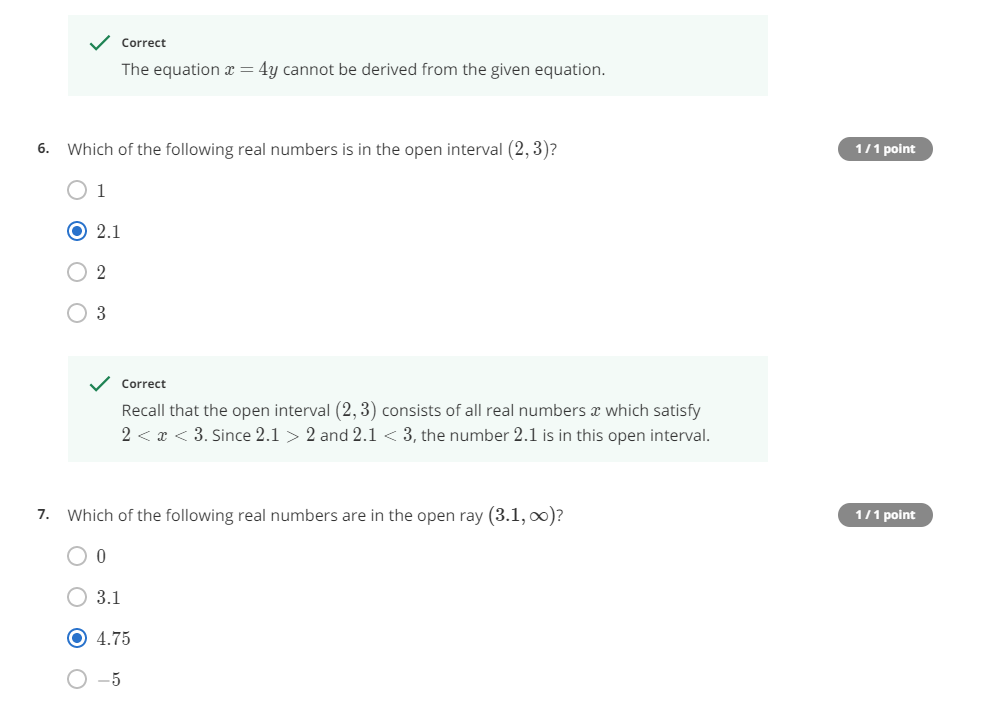 Correct
The equation x = 4y cannot be derived from the given equation.
6. Which of the following real numbers is in the open interval (2, 3)?
1 / 1 point
1
2.1
2
3
Correct
Recall that the open interval (2, 3) consists of all real numbers x which satisfy
2 < x < 3. Since 2.1 > 2 and 2.1 < 3, the number 2.1 is in this open interval.
7. Which of the following real numbers are in the open ray (3.1, ∞)?
1 / 1 point
0
3.1
4.75
−5